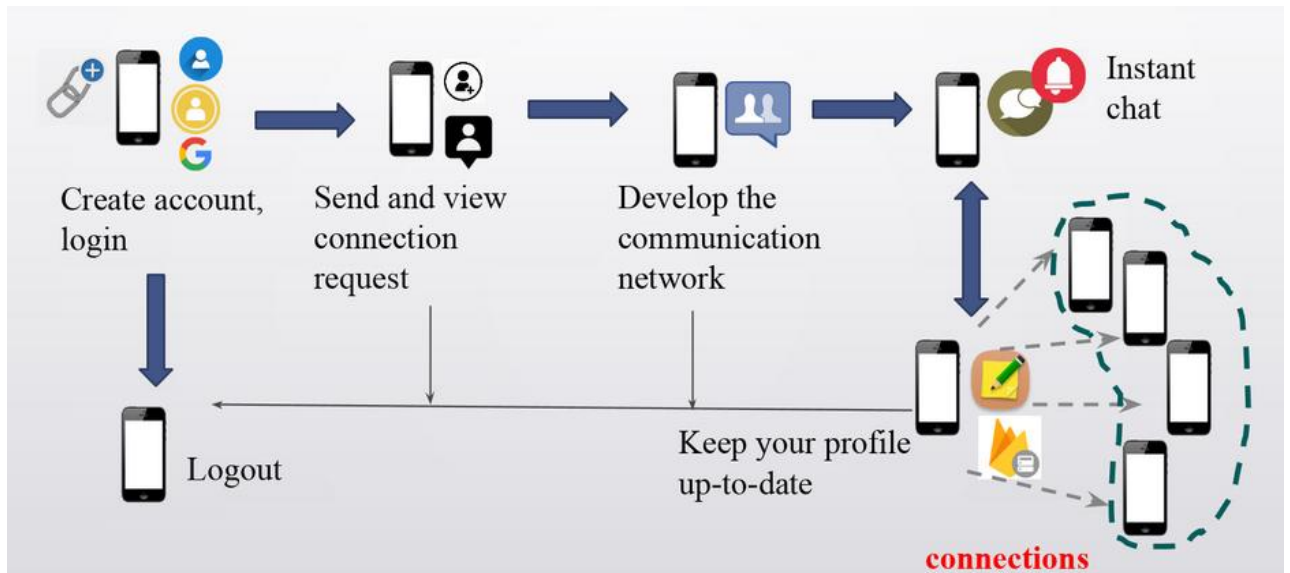 Create account,
login
Send and view
connection
request
Develop the
communication
network
Instant
chat
Logout
Keep your profile
up-to-date
connections